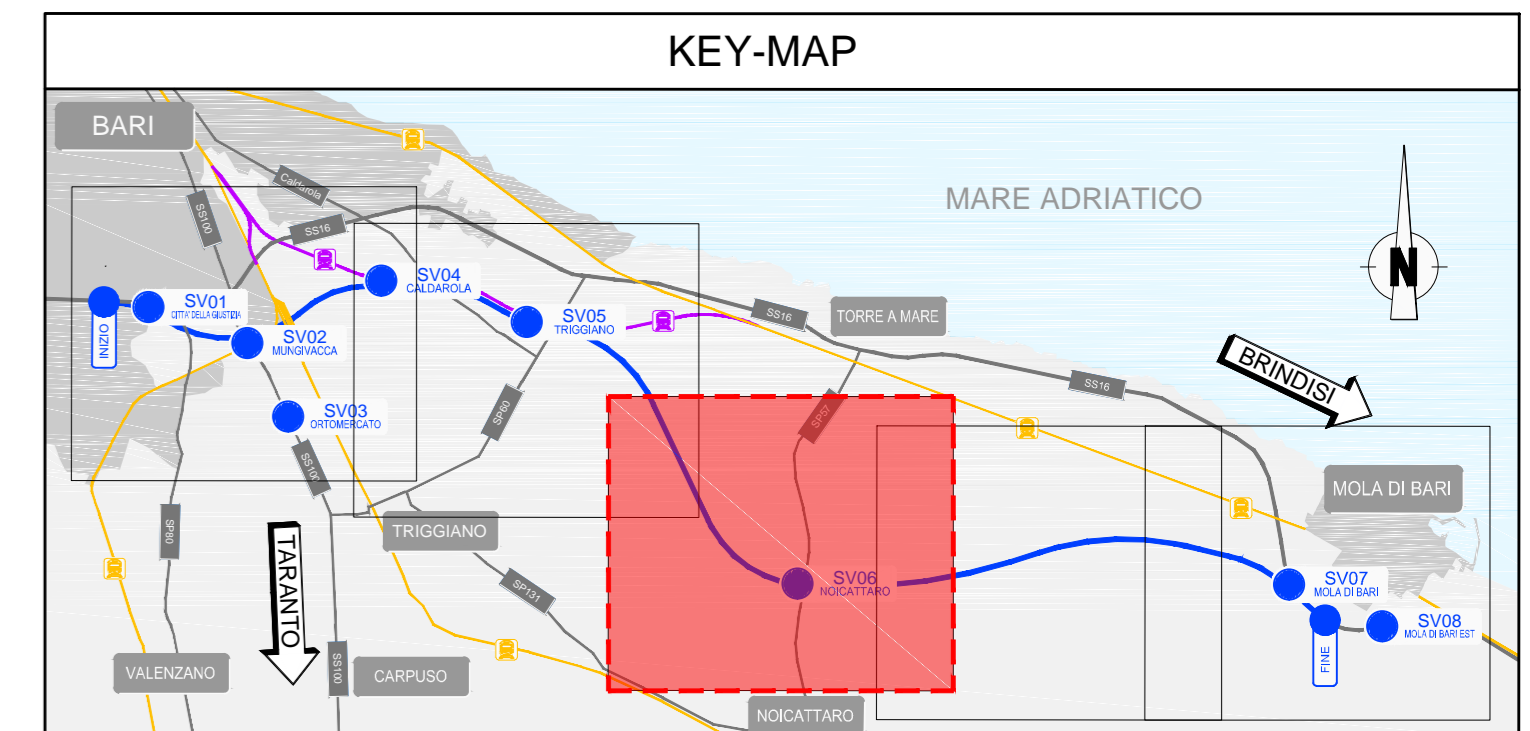 KEY-MAP
BARI
Caldarola
SS100
SS16
MARE ADRIATICO
N
SV04
CALDAROLA
SV01
CITTA' DELLA GIUSTIZIA
SV05
TRIGGIANO
SS16
TORRE A MARE
INIZIO
SV02
MUNGIVACCA
BRINDISI
SS16
SV03
ORTOMERCATO
SP60
SP57
SS100
MOLA DI BARI
SP80
TRIGGIANO
TARANTO
SP131
SV06
NOICATTARO
SV07
MOLA DI BARI
SV08
MOLA DI BARI EST
FINE
VALENZANO
SS100
CARPUSO
NOICATTARO